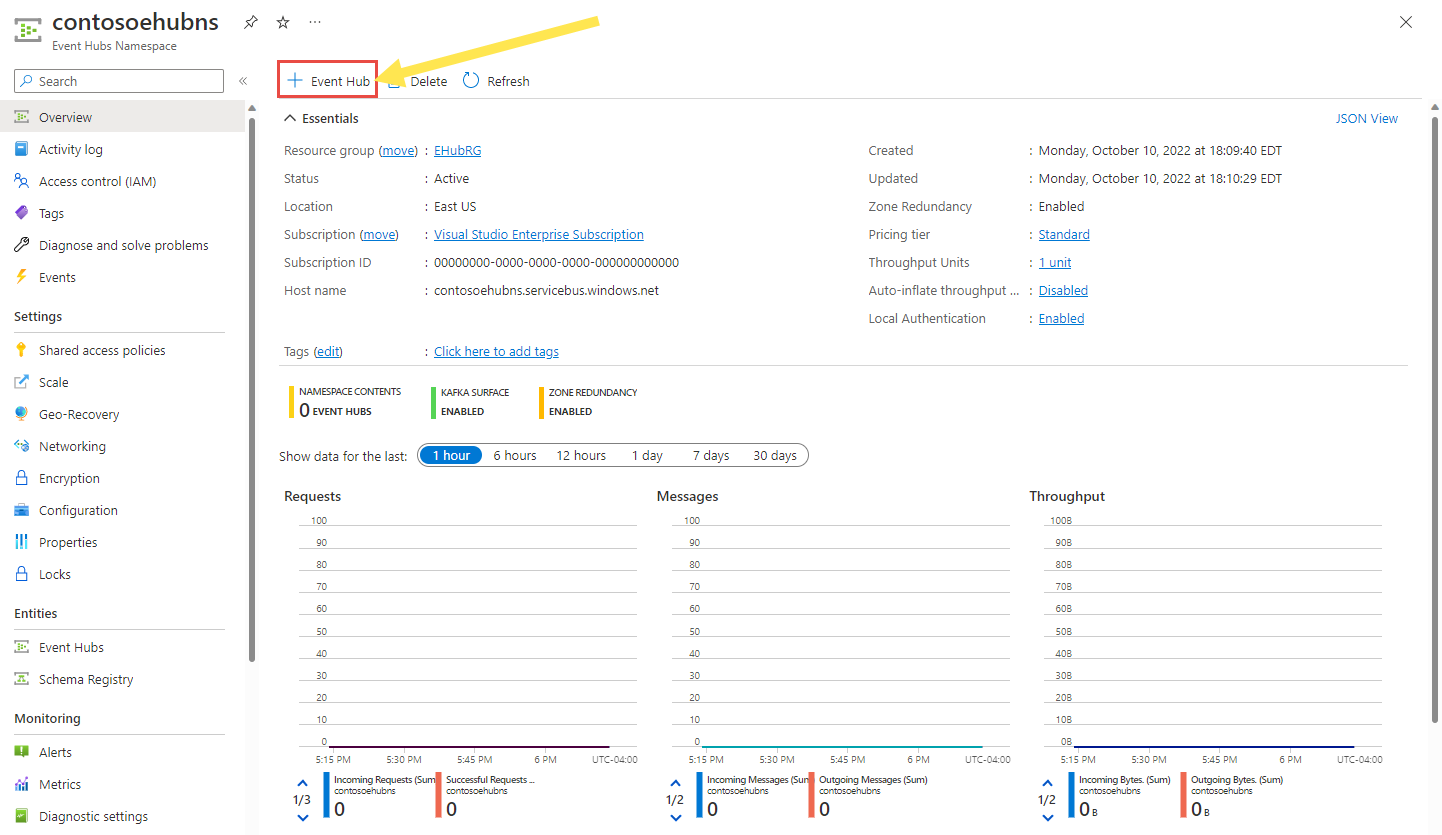 contosoehubns
Event Hubs Namespace
Search
Overview
Activity log
Access control (IAM)
Tags
Diagnose and solve problems
Events
Settings
Shared access policies
Scale
Geo-Recovery
Networking
Encryption
Configuration
Properties
Locks
Entities
Event Hubs
Schema Registry
Monitoring
Alerts
Metrics
Diagnostic settings
Event Hub Delete Refresh
Essentials JSON View
Resource group (move) : EHubRG
Status : Active
Location : East US
Subscription (move) : Visual Studio Enterprise Subscription
Subscription ID : 00000000-0000-0000-0000-000000000000
Host name : contosoehubns.servicebus.windows.net
Created : Monday, October 10, 2022 at 18:09:40 EDT
Updated : Monday, October 10, 2022 at 18:10:29 EDT
Zone Redundancy : Enabled
Pricing tier : Standard
Throughput Units : 1 unit
Auto-inflate throughput ... : Disabled
Local Authentication : Enabled
Tags (edit) : Click here to add tags
NAMESPACE CONTENTS
0 EVENT HUBS
KAFKA SURFACE
ENABLED
ZONE REDUNDANCY
ENABLED
Show data for the last: 1 hour 6 hours 12 hours 1 day 7 days 30 days
Requests
100
90
80
70
60
50
40
30
20
10
0
5:15 PM 5:30 PM 5:45 PM 6 PM UTC-04:00
1/3
Incoming Requests (Sum
contosoehubns
0
Successful Requests ...
contosoehubns
0
Messages
100
90
80
70
60
50
40
30
20
10
0
5:15 PM 5:30 PM 5:45 PM 6 PM UTC-04:00
1/2
Incoming Messages (Sum
contosoehubns
0
Outgoing Messages (Sum)
contosoehubns
0
Throughput
100B
90B
80B
70B
60B
50B
40B
30B
20B
10B
0B
5:15 PM 5:30 PM 5:45 PM 6 PM UTC-04:00
1/2
Incoming Bytes. (Sum)
contosoehubns
0 B
Outgoing Bytes. (Sum)
contosoehubns
0 B